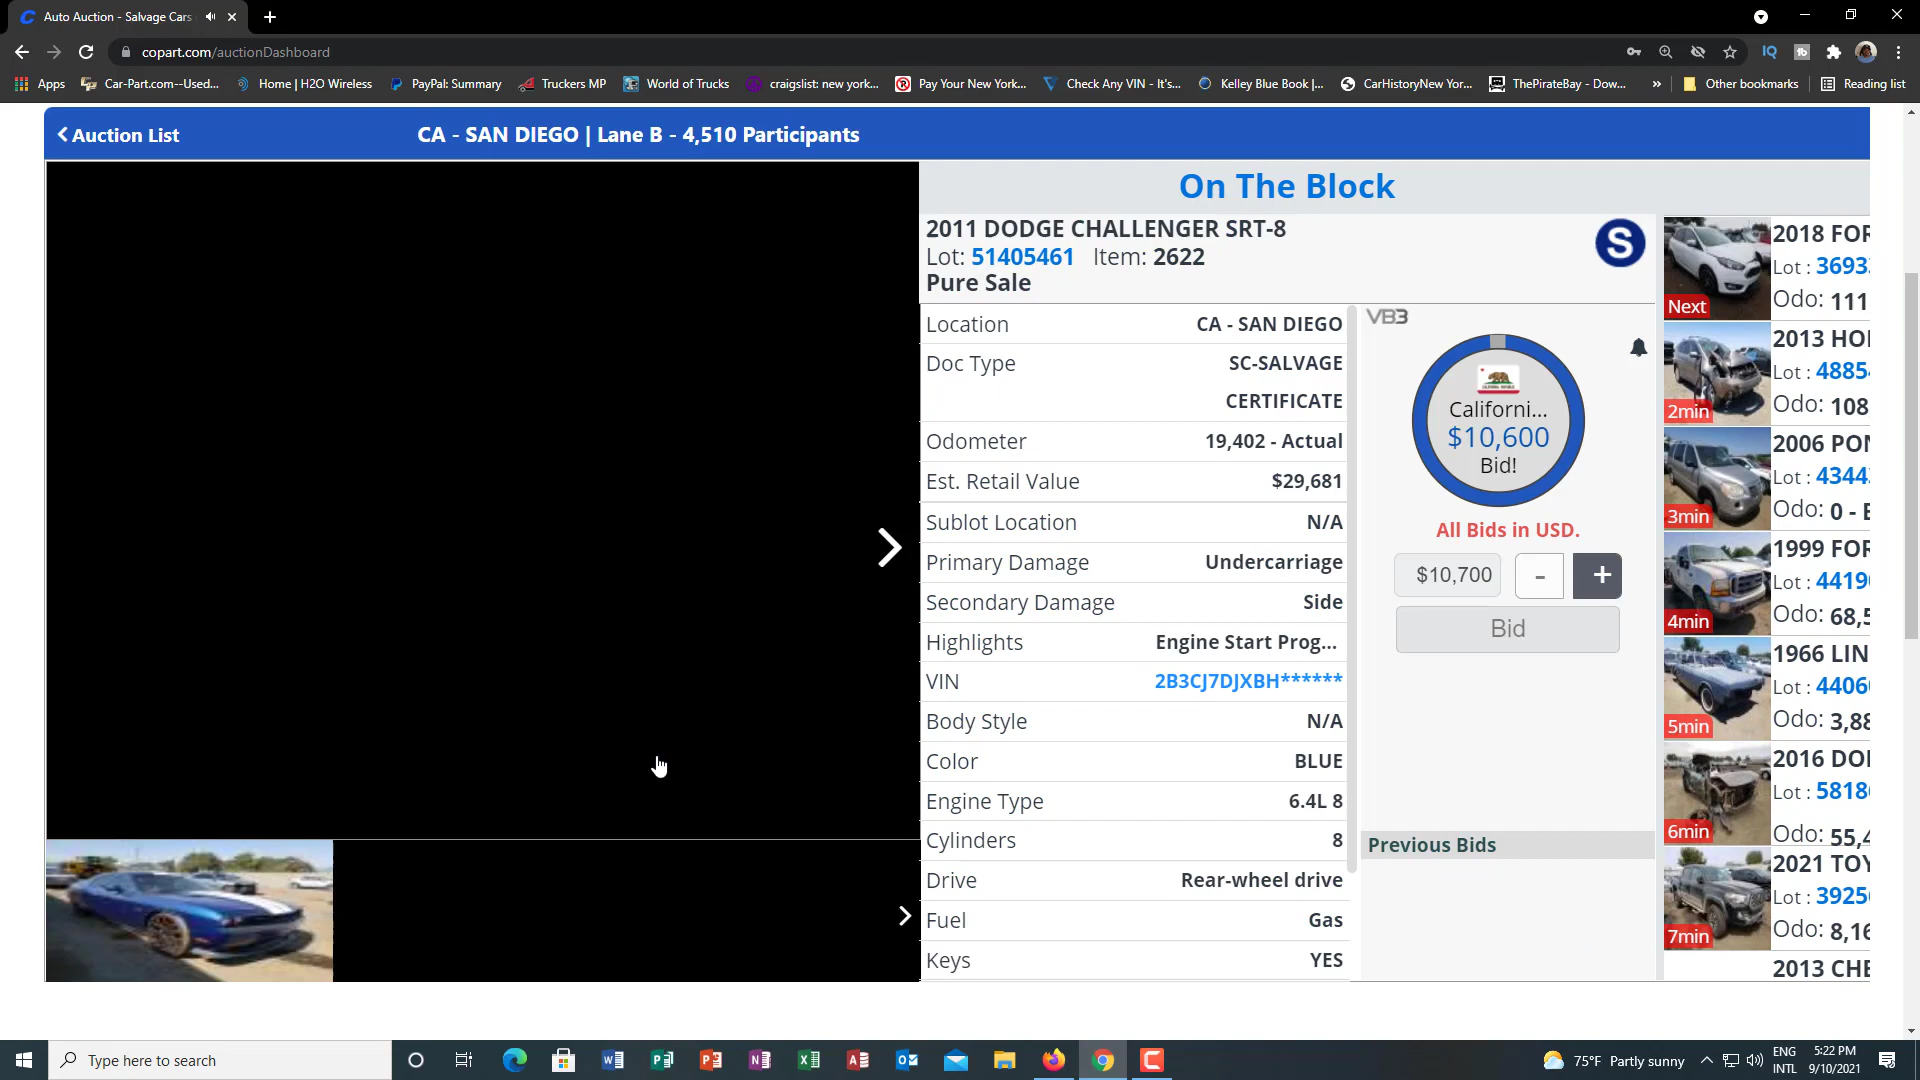 Auto Auction - Salvage Cars
copart.com/auctionDashboard
Apps
Car-Part.com--Used...
Home | H2O Wireless
PayPal: Summary
Truckers MP
World of Trucks
craigslist: new york...
Pay Your New York...
Check Any VIN - It's...
Kelley Blue Book |...
CarHistoryNew Yor...
ThePirateBay - Dow...
»
Other bookmarks
Reading list
Auction List
CA - SAN DIEGO | Lane B - 4,510 Participants
On The Block
2011 DODGE CHALLENGER SRT-8
Lot: 51405461 Item: 2622
Pure Sale
S
Location CA - SAN DIEGO
Doc Type SC-SALVAGE
CERTIFICATE
Odometer 19,402 - Actual
Est. Retail Value $29,681
Sublot Location N/A
Primary Damage Undercarriage
Secondary Damage Side
Highlights Engine Start Prog...
VIN 2B3CJ7DJXBH******
Body Style N/A
Color BLUE
Engine Type 6.4L 8
Cylinders 8
Drive Rear-wheel drive
Fuel Gas
Keys YES
VB3
Californi...
$10,600
Bid!
All Bids in USD.
$10,700
-
+
Bid
Previous Bids
2018 FOR
Lot :
Odo: 111
Next
2013 HO
Lot :
Odo: 108
2min
2006 PON
Lot :
Odo: 0 - E
3min
1999 FOR
Lot :
Odo: 68,5
4min
1966 LIN
Lot :
Odo: 3,88
5min
2016 DO
Lot :
Odo: 55,4
6min
2021 TOY
Lot :
Odo: 8,16
7min
2013 CHE
Type here to search
75°F Partly sunny
ENG
INTL
5:22 PM
9/10/2021